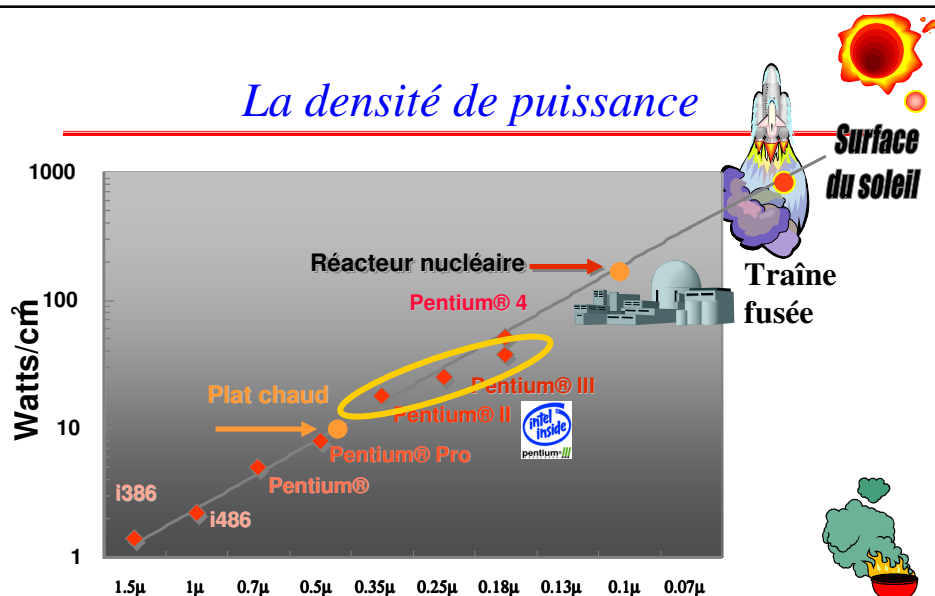 La densité de puissance
Surface
du soleil
1000
Réacteur nucléaire
Traîne
fusée
100
Pentium® 4
Watts/cm2
Plat chaud
Pentium® III
Pentium® II
intel
inside
pentium®///
10
Pentium® Pro
Pentium®
i386
i486
1
1.5µ 1µ 0.7µ 0.5µ 0.35µ 0.25µ 0.18µ 0.13µ 0.1µ 0.07µ